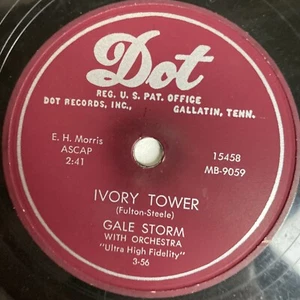 Dot
REG. U. S. PAT. OFFICE
DOT RECORDS, INC., GALLATIN, TENN.
E. H. Morris
ASCAP
2:41
15458
MB-9059
IVORY TOWER
(Fulton-Steele)
GALE STORM
WITH ORCHESTRA
"Ultra High Fidelity"
3-56